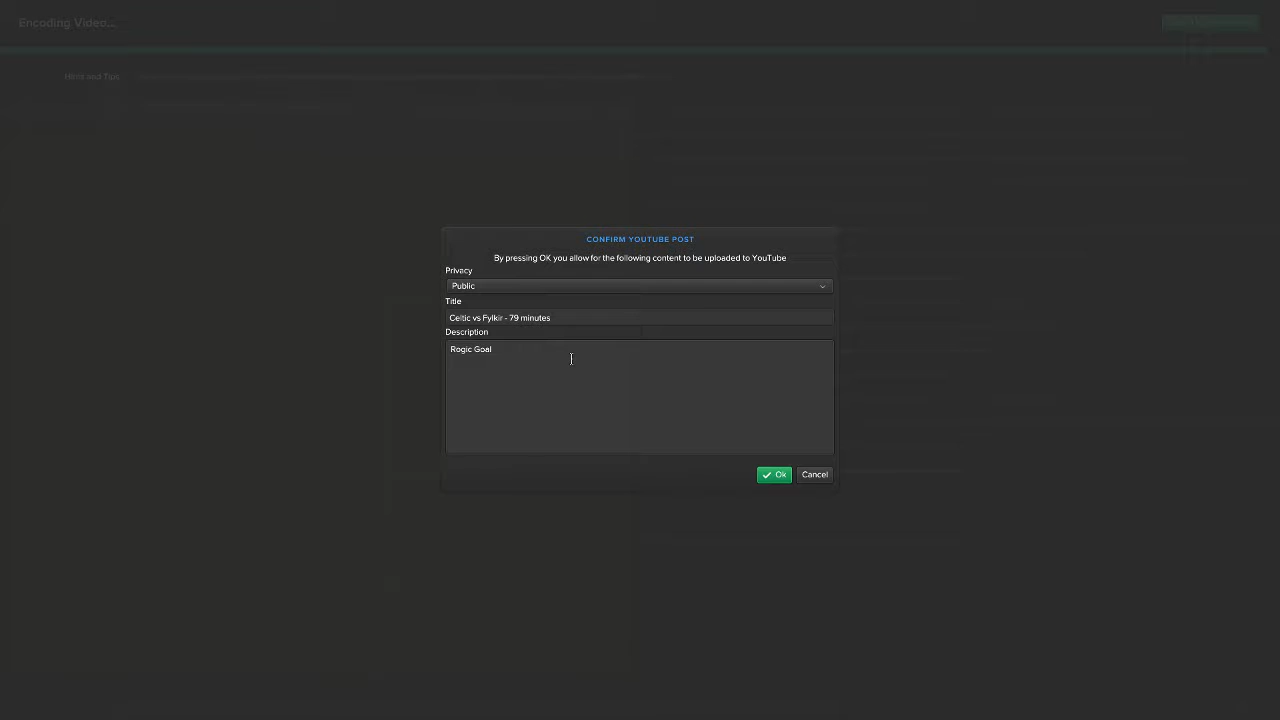 Encoding Video...
Hints and Tips
CONFIRM YOUTUBE POST
By pressing OK you allow for the following content to be uploaded to YouTube
Privacy
Public
Title
Celtic vs Fylkir - 79 minutes
Description
Rogic Goal
Ok
Cancel